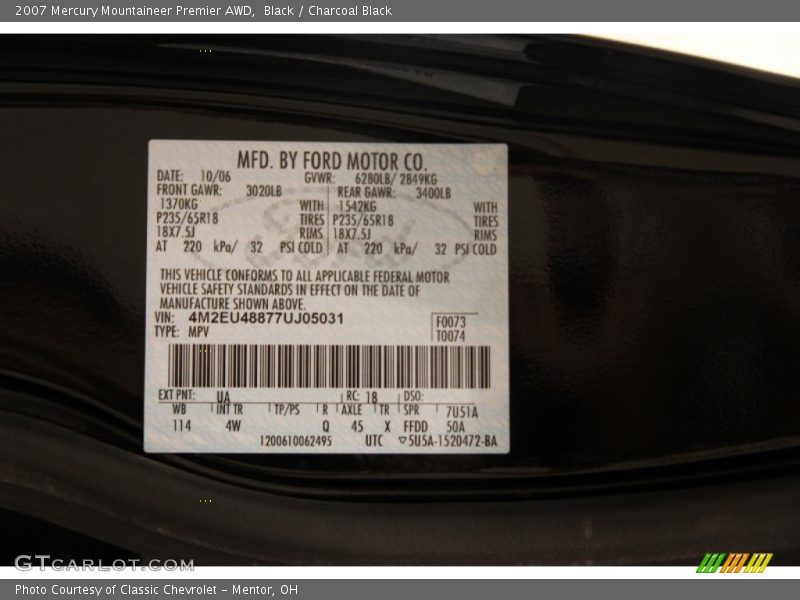 2007 Mercury Mountaineer Premier AWD,  Black / Charcoal Black
MFD. BY FORD MOTOR CO.
DATE: 10/06 GVWR: 6280LB/ 2849KG
FRONT GAWR: 3020LB REAR GAWR: 3400LB
1370KG WITH 1542KG WITH
P235/65R18 TIRES P235/65R18 TIRES
18X7.5J RIMS 18X7.5J RIMS
AT 220 kPa/ 32 PSI COLD AT 220 kPa/ 32 PSI COLD
THIS VEHICLE CONFORMS TO ALL APPLICABLE FEDERAL MOTOR
VEHICLE SAFETY STANDARDS IN EFFECT ON THE DATE OF
MANUFACTURE SHOWN ABOVE.
VIN: 4M2EU48877UJ05031 F0073
TYPE: MPV T0074
EXT PNT: UA RC: 18 DSO:
WB INT TR TP/PS R AXLE TR SPR 7U51A
114 4W Q 45 X FFDD 50A
1200610062495 UTC ▽5U5A-1520472-BA
GTCARLOT.COM
Photo Courtesy of Classic Chevrolet - Mentor, OH